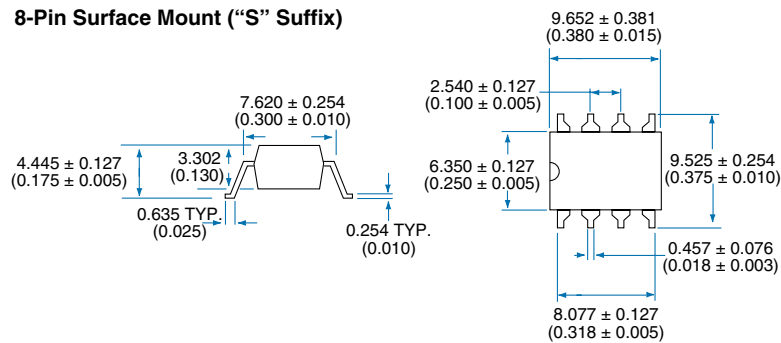 8-Pin Surface Mount (“S” Suffix)
9.652 ± 0.381
(0.380 ± 0.015)
2.540 ± 0.127
(0.100 ± 0.005)
7.620 ± 0.254
(0.300 ± 0.010)
4.445 ± 0.127
(0.175 ± 0.005)
3.302
(0.130)
6.350 ± 0.127
(0.250 ± 0.005)
9.525 ± 0.254
(0.375 ± 0.010)
0.635 TYP.
(0.025)
0.254 TYP.
(0.010)
0.457 ± 0.076
(0.018 ± 0.003)
8.077 ± 0.127
(0.318 ± 0.005)